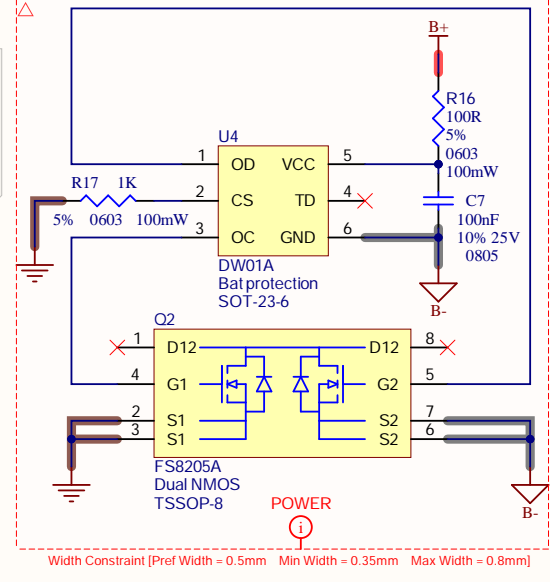 B+
R16
100R
5%
0603
100mW
U4
1 OD VCC 5
2 CS TD 4
3 OC GND 6
DW01A
Bat protection
SOT-23-6
R17 1K
5% 0603 100mW
C7
100nF
10% 25V
0805
B-
Q2
1 D12 D12 8
4 G1 G2 5
2 S1 S2 7
3 S1 S2 6
FS8205A
Dual NMOS
TSSOP-8
B-
POWER
i
Width Constraint [Pref Width = 0.5mm Min Width = 0.35mm Max Width = 0.8mm]